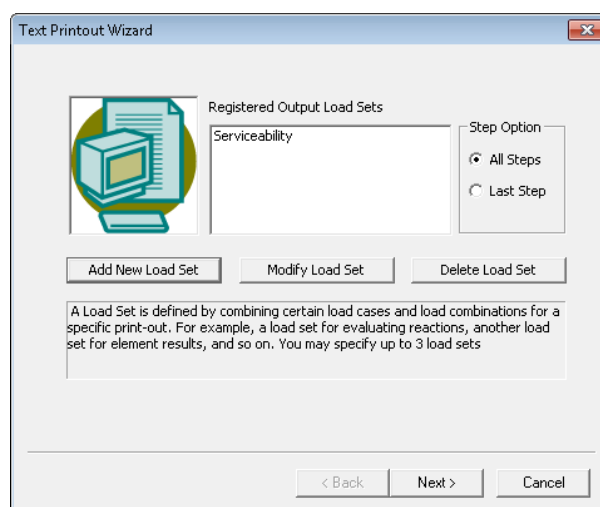 Text Printout Wizard
Registered Output Load Sets
Serviceability
Step Option
All Steps
Last Step
Add New Load Set
Modify Load Set
Delete Load Set
A Load Set is defined by combining certain load cases and load combinations for a
specific print-out. For example, a load set for evaluating reactions, another load
set for element results, and so on. You may specify up to 3 load sets
< Back
Next >
Cancel